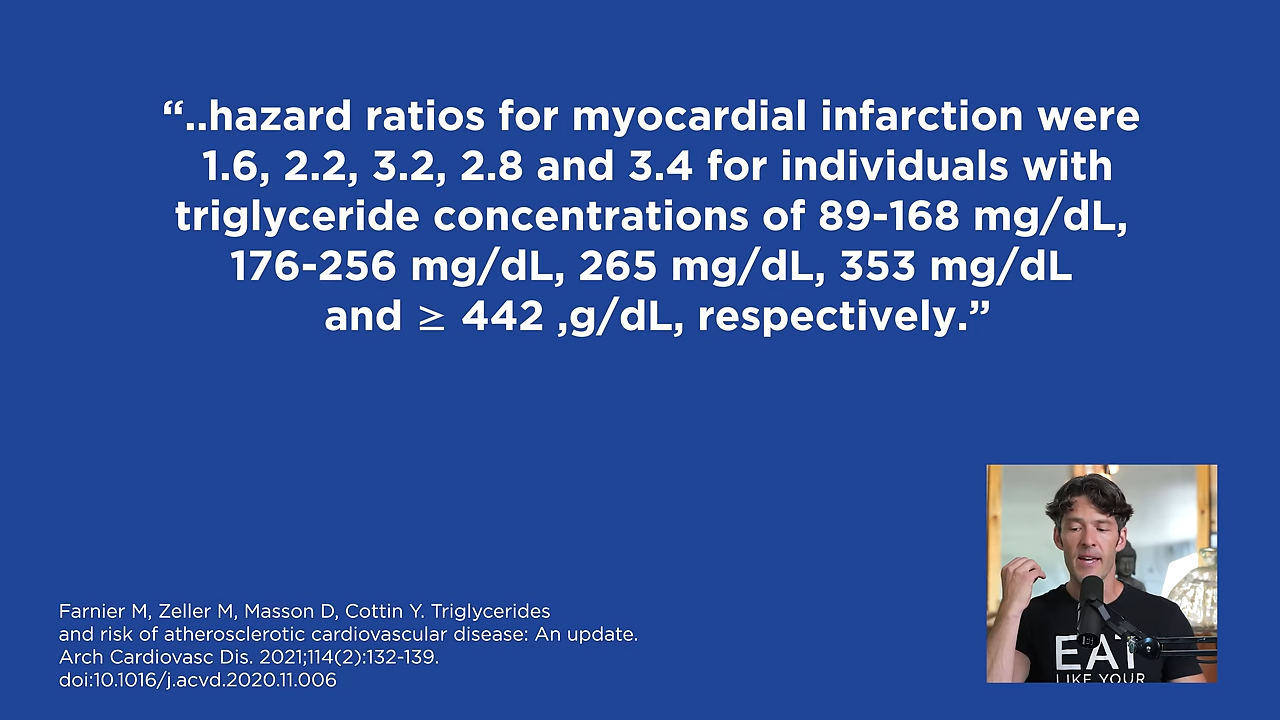 “..hazard ratios for myocardial infarction were
1.6, 2.2, 3.2, 2.8 and 3.4 for individuals with
triglyceride concentrations of 89-168 mg/dL,
176-256 mg/dL, 265 mg/dL, 353 mg/dL
and ≥ 442 ,g/dL, respectively.”
Farnier M, Zeller M, Masson D, Cottin Y. Triglycerides
and risk of atherosclerotic cardiovascular disease: An update.
Arch Cardiovasc Dis. 2021;114(2):132-139.
doi:10.1016/j.acvd.2020.11.006
EAT
LIKE YOUR